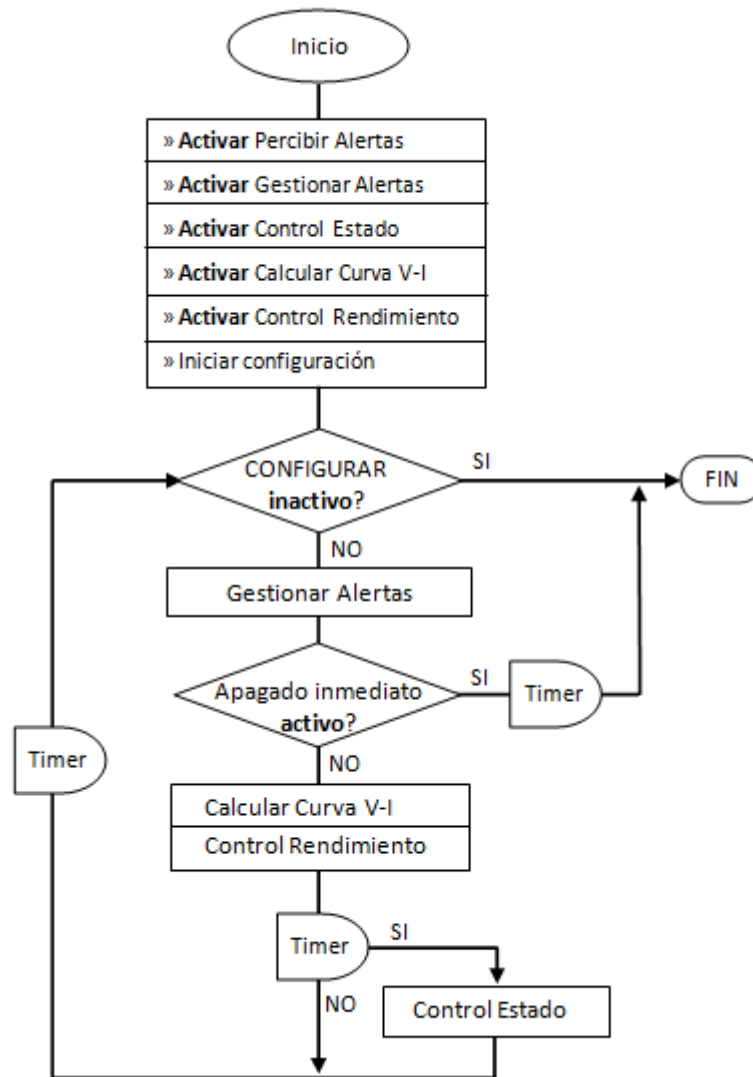 Inicio
» Activar Percibir Alertas
» Activar Gestionar Alertas
» Activar Control Estado
» Activar Calcular Curva V-I
» Activar Control Rendimiento
» Iniciar configuración
CONFIGURAR
inactivo?
SI
FIN
NO
Gestionar Alertas
Apagado inmediato
activo?
SI
Timer
Timer
NO
Calcular Curva V-I
Control Rendimiento
Timer
SI
NO
Control Estado